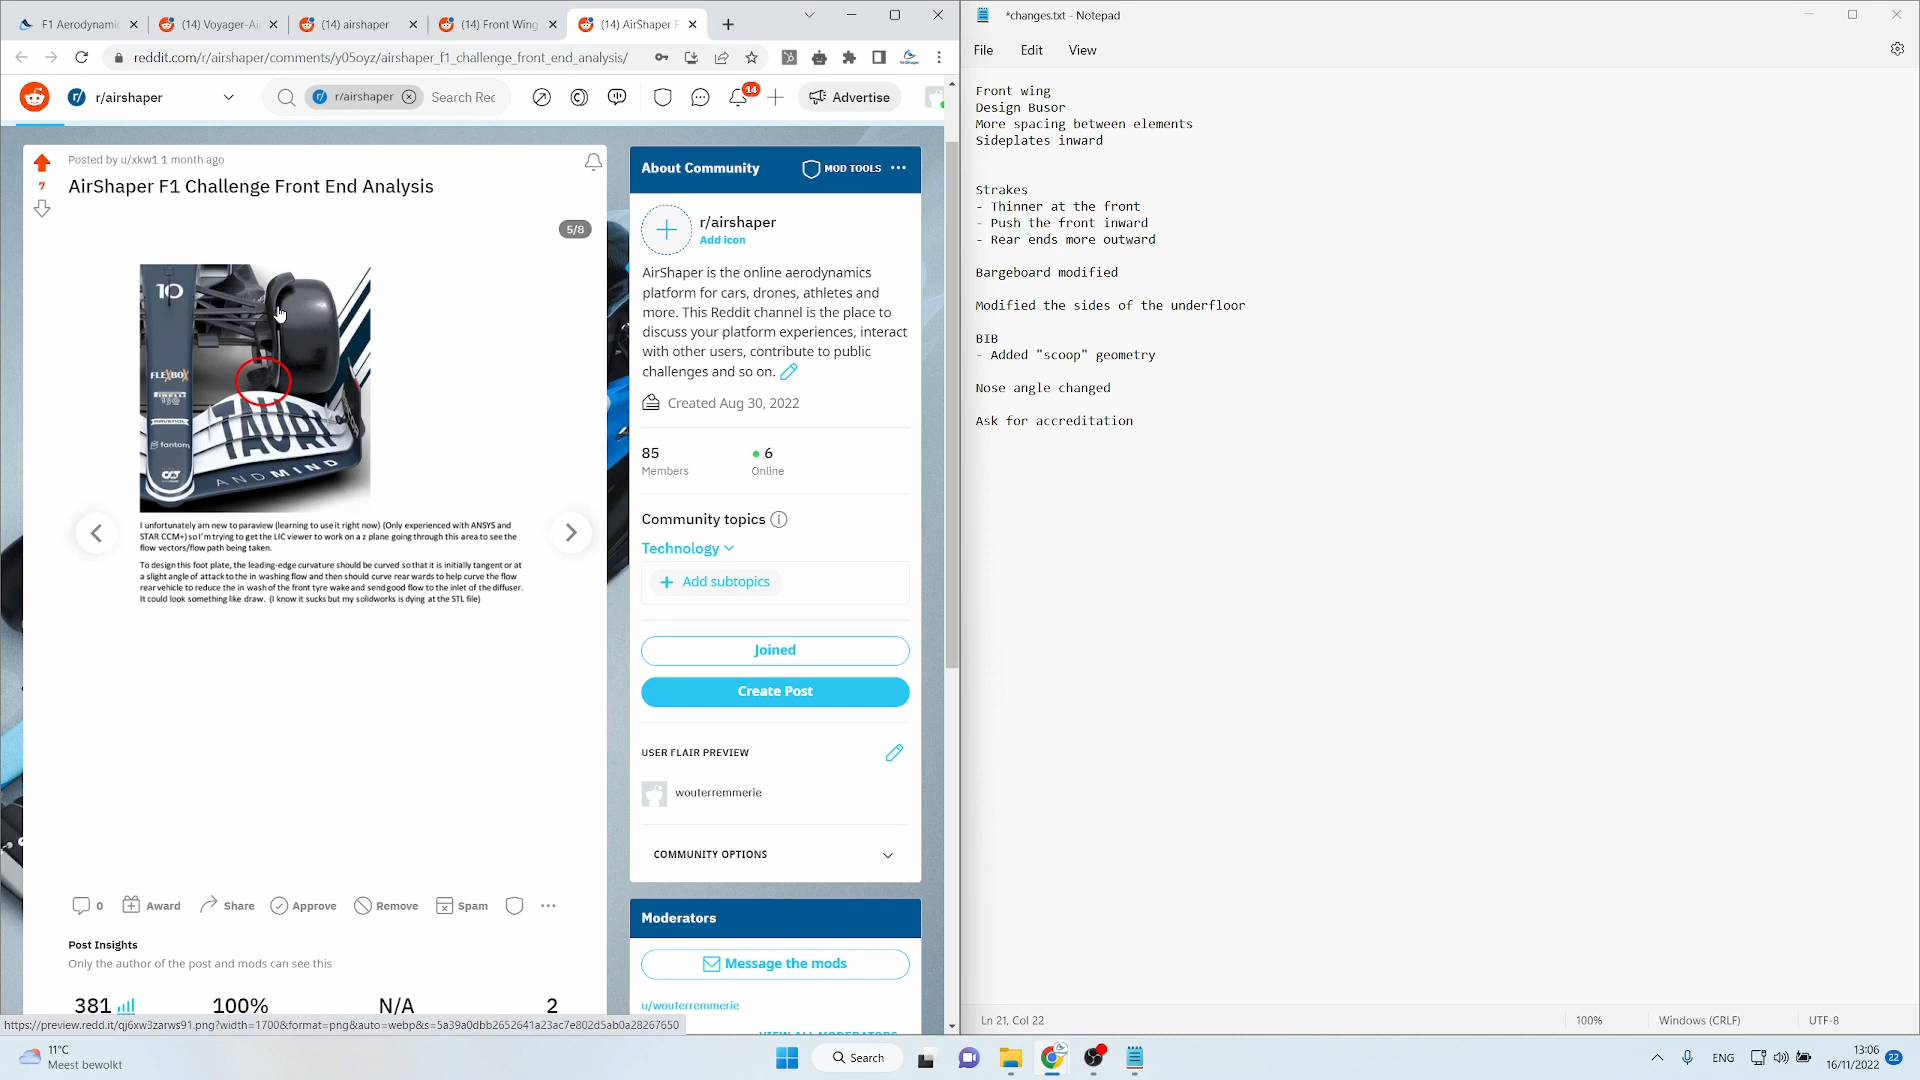 F1 Aerodynamic
(14) Voyager-Ai
(14) airshaper
(14) Front Wing
(14) AirShaper F
reddit.com/r/airshaper/comments/y05oyz/airshaper_f1_challenge_front_end_analysis/
r/airshaper
r/airshaper
Search Rec
14
Advertise
Posted by u/xkw1 1 month ago
7
AirShaper F1 Challenge Front End Analysis
5/8
10
FLEXBOX
PIRELLI
RAVENOL
fantom
TAURI
ANDMIND
I unfortunately am new to paraview (learning to use it right now) (Only experienced with ANSYS and
STAR CCM+) so I'm trying to get the LIC viewer to work on a z plane going through this area to see the
flow vectors/flow path being taken.
To design this foot plate, the leading-edge curvature should be curved so that it is initially tangent or at
a slight angle of attack to the in washing flow and then should curve rear wards to help curve the flow
rear vehicle to reduce the in wash of the front tyre wake and send good flow to the inlet of the diffuser.
It could look something like draw. (I know it sucks but my solidworks is dying at the STL file)
0
Award
Share
Approve
Remove
Spam
Post Insights
Only the author of the post and mods can see this
381
100%
N/A
2
https://preview.redd.it/qj6xw3zarws91.png?width=1700&format=png&auto=webp&s=5a39a0dbb2652641a23ac7e802d5ab0a28267650
About Community
MOD TOOLS
r/airshaper
Add icon
AirShaper is the online aerodynamics
platform for cars, drones, athletes and
more. This Reddit channel is the place to
discuss your platform experiences, interact
with other users, contribute to public
challenges and so on.
Created Aug 30, 2022
85
Members
6
Online
Community topics
Technology
Add subtopics
Joined
Create Post
USER FLAIR PREVIEW
wouterremmerie
COMMUNITY OPTIONS
Moderators
Message the mods
u/wouterremmerie
VIEW ALL MODERATORS
*changes.txt - Notepad
File
Edit
View
Front wing
Design Busor
More spacing between elements
Sideplates inward
Strakes
- Thinner at the front
- Push the front inward
- Rear ends more outward
Bargeboard modified
Modified the sides of the underfloor
BIB
- Added "scoop" geometry
Nose angle changed
Ask for accreditation
Ln 21, Col 22
100%
Windows (CRLF)
UTF-8
11°C
Meest bewolkt
Search
ENG
13:06
16/11/2022
22